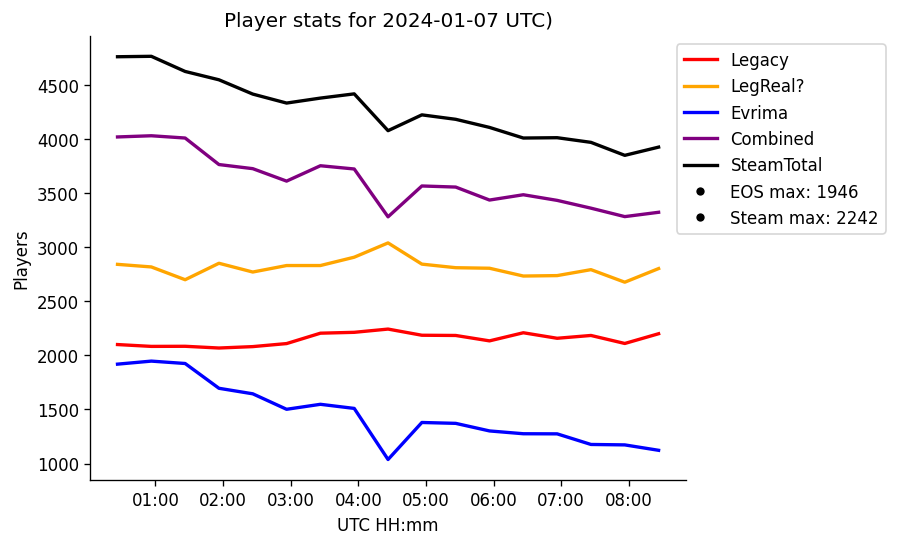 Player stats for 2024-01-07 UTC)
Legacy
LegReal?
Evrima
Combined
SteamTotal
EOS max: 1946
Steam max: 2242
Players
4500
4000
3500
3000
2500
2000
1500
1000
01:00 02:00 03:00 04:00 05:00 06:00 07:00 08:00
UTC HH:mm